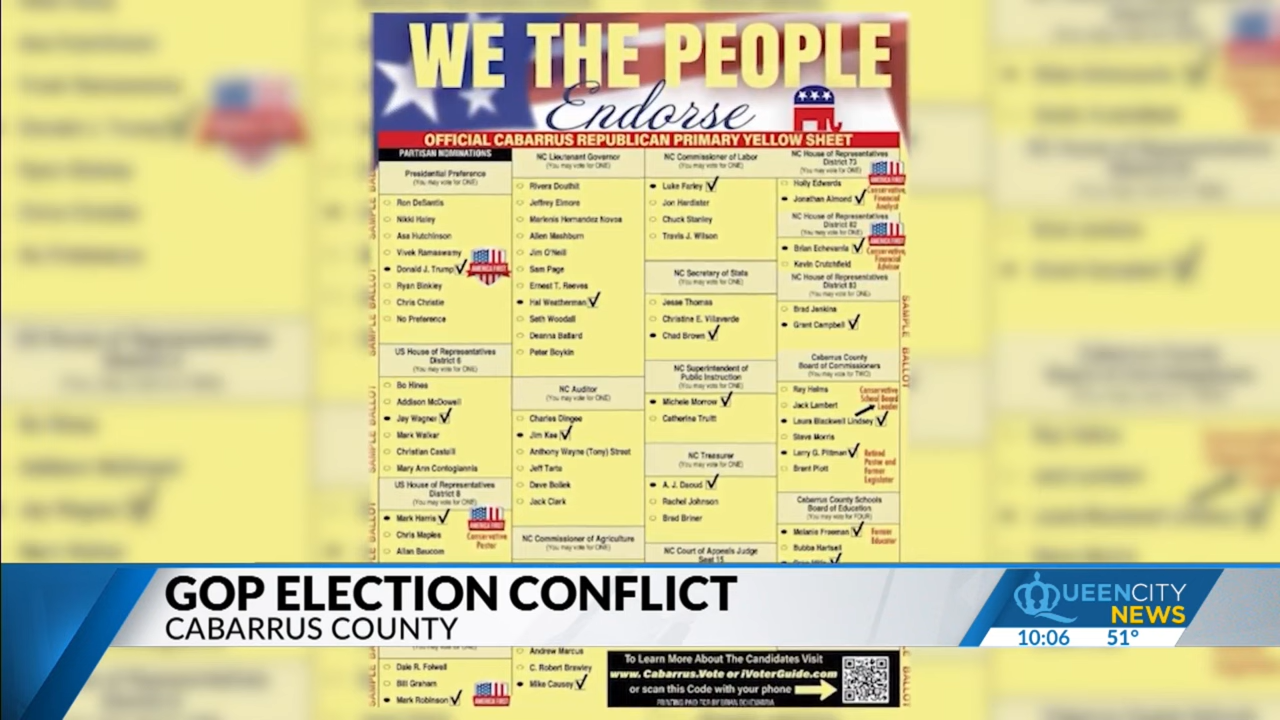 WE THE PEOPLE
Endorse
OFFICIAL CABARRUS REPUBLICAN PRIMARY YELLOW SHEET
PARTISAN NOMINATIONS
Presidential Preference
(You may vote for ONE)
Ron DeSantis
Nikki Haley
Asa Hutchinson
Vivek Ramaswamy
Donald J. Trump
AMERICA FIRST
Ryan Binkley
Chris Christie
No Preference
US House of Representatives
District 6
(You may vote for ONE)
Bo Hines
Addison McDowell
Jay Wagner
Mark Walker
Christian Castelli
Mary Ann Contogiannis
US House of Representatives
District 8
(You may vote for ONE)
Mark Harris
AMERICA FIRST
Conservative
Pastor
Chris Maples
Allan Baucom
Dale R. Folwell
Bill Graham
Mark Robinson
AMERICA FIRST
NC Lieutenant Governor
(You may vote for ONE)
Rivera Douthit
Jeffrey Elmore
Marlenis Hernandez Novoa
Allen Mashburn
Jim O'Neill
Sam Page
Ernest T. Reeves
Hal Weatherman
Seth Woodall
Deanna Ballard
Peter Boykin
NC Auditor
(You may vote for ONE)
Charles Dingee
Jim Kee
Anthony Wayne (Tony) Street
Jeff Tarte
Dave Boliek
Jack Clark
NC Commissioner of Agriculture
(You may vote for ONE)
Andrew Marcus
C. Robert Brawley
Mike Causey
NC Commissioner of Labor
(You may vote for ONE)
Luke Farley
Jon Hardister
Chuck Stanley
Travis J. Wilson
NC Secretary of State
(You may vote for ONE)
Jesse Thomas
Christine E. Villaverde
Chad Brown
NC Superintendent of
Public Instruction
(You may vote for ONE)
Michele Morrow
Catherine Truitt
NC Treasurer
(You may vote for ONE)
A. J. Daoud
Rachel Johnson
Brad Briner
NC Court of Appeals Judge
Seat 15
NC House of Representatives
District 73
(You may vote for ONE)
Holly Edwards
Jonathan Almond
AMERICA FIRST
Conservative
Financial
Analyst
NC House of Representatives
District 82
(You may vote for ONE)
Brian Echevarria
AMERICA FIRST
Conservative
Financial
Advisor
Kevin Crutchfield
NC House of Representatives
District 83
(You may vote for ONE)
Brad Jenkins
Grant Campbell
Cabarrus County
Board of Commissioners
(You may vote for TWO)
Ray Helms
Jack Lambert
Laura Blackwell Lindsey
Conservative
School Board
Leader
Steve Morris
Larry G. Pittman
Retired
Pastor and
Former
Legislator
Brent Plott
Cabarrus County Schools
Board of Education
(You may vote for FOUR)
Melanie Freeman
Former
Educator
Bubba Hartsell
SAMPLE BALLOT
SAMPLE BALLOT
To Learn More About The Candidates Visit
www.Cabarrus.Vote or iVoterGuide.com
or scan this Code with your phone
GOP ELECTION CONFLICT
CABARRUS COUNTY
QUEENCITY
NEWS
10:06 51°